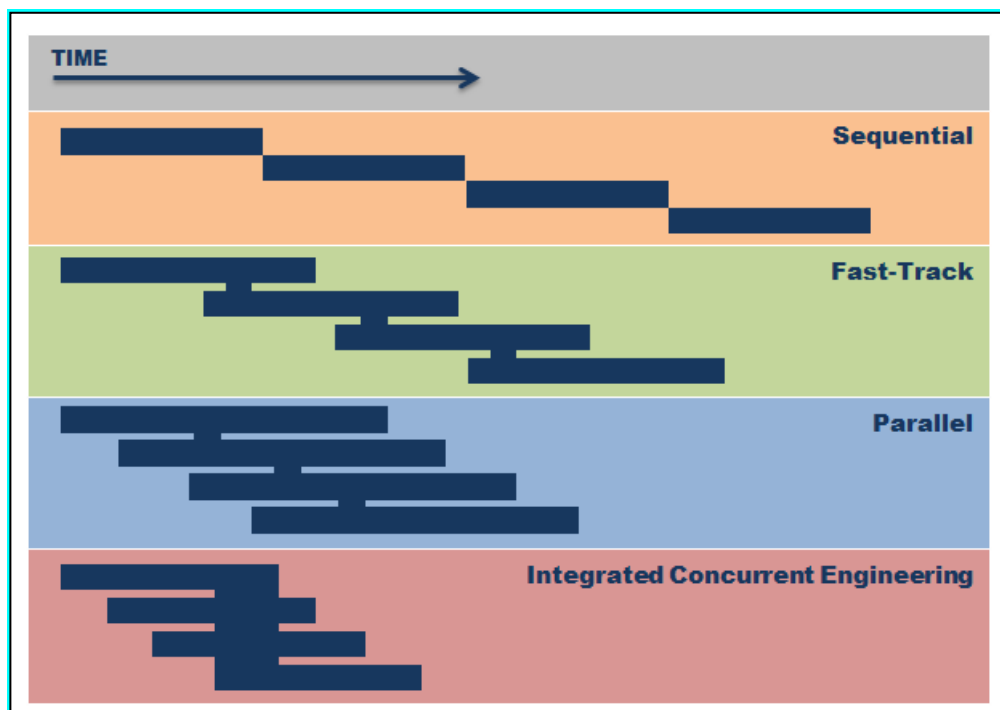 TIME
Sequential
Fast-Track
Parallel
Integrated Concurrent Engineering